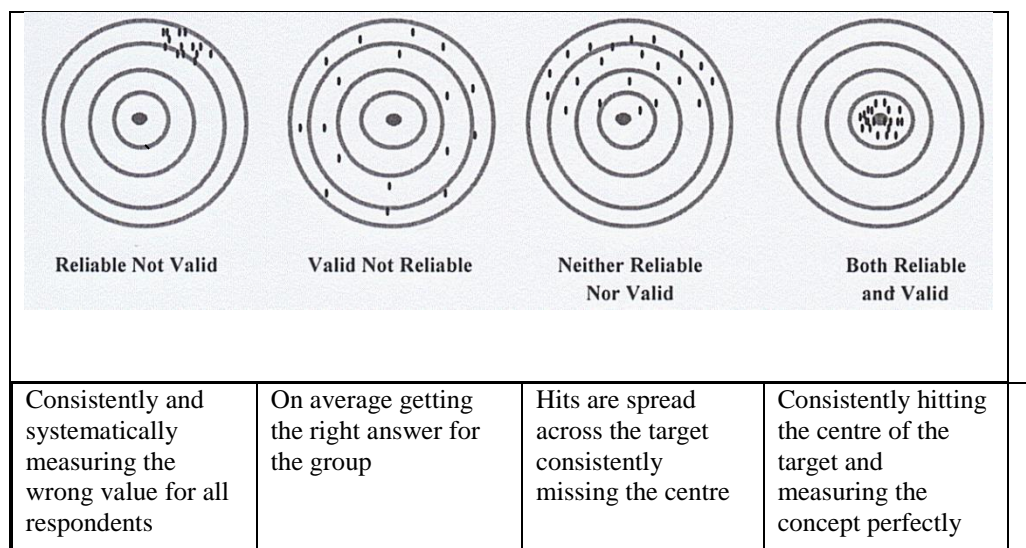 Reliable Not Valid
Valid Not Reliable
Neither Reliable
Nor Valid
Both Reliable
and Valid
Consistently and
systematically
measuring the
wrong value for all
respondents
On average getting
the right answer for
the group
Hits are spread
across the target
consistently
missing the centre
Consistently hitting
the centre of the
target and
measuring the
concept perfectly